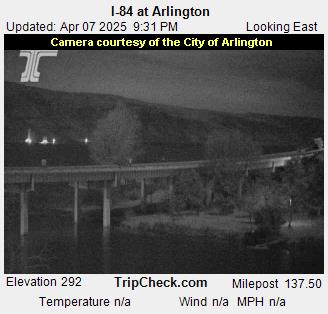 I-84 at Arlington
Updated: Apr 07 2025 9:31 PM Looking East
Camera courtesy of the City of Arlington
Elevation 292 TripCheck.com Milepost 137.50
Temperature n/a Wind n/a MPH n/a